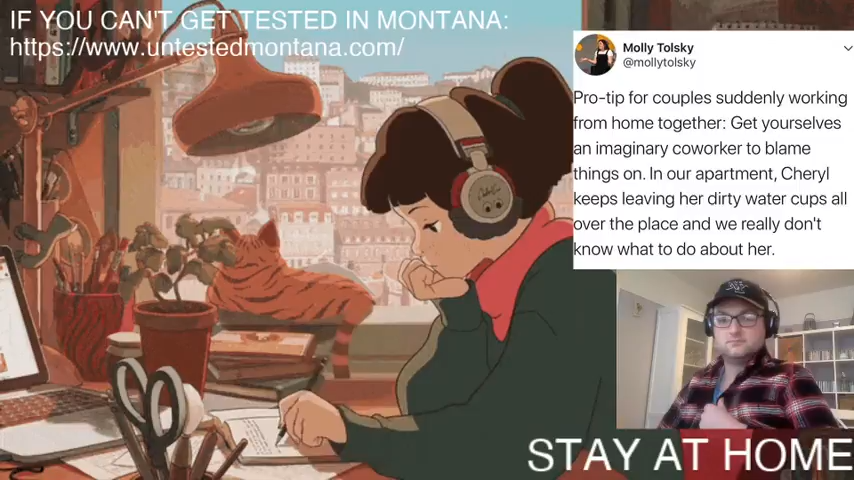 IF YOU CAN'T GET TESTED IN MONTANA:
https://www.untestedmontana.com/
Molly Tolsky
@mollytolsky
Pro-tip for couples suddenly working
from home together: Get yourselves
an imaginary coworker to blame
things on. In our apartment, Cheryl
keeps leaving her dirty water cups all
over the place and we really don't
know what to do about her.
STAY AT HOME